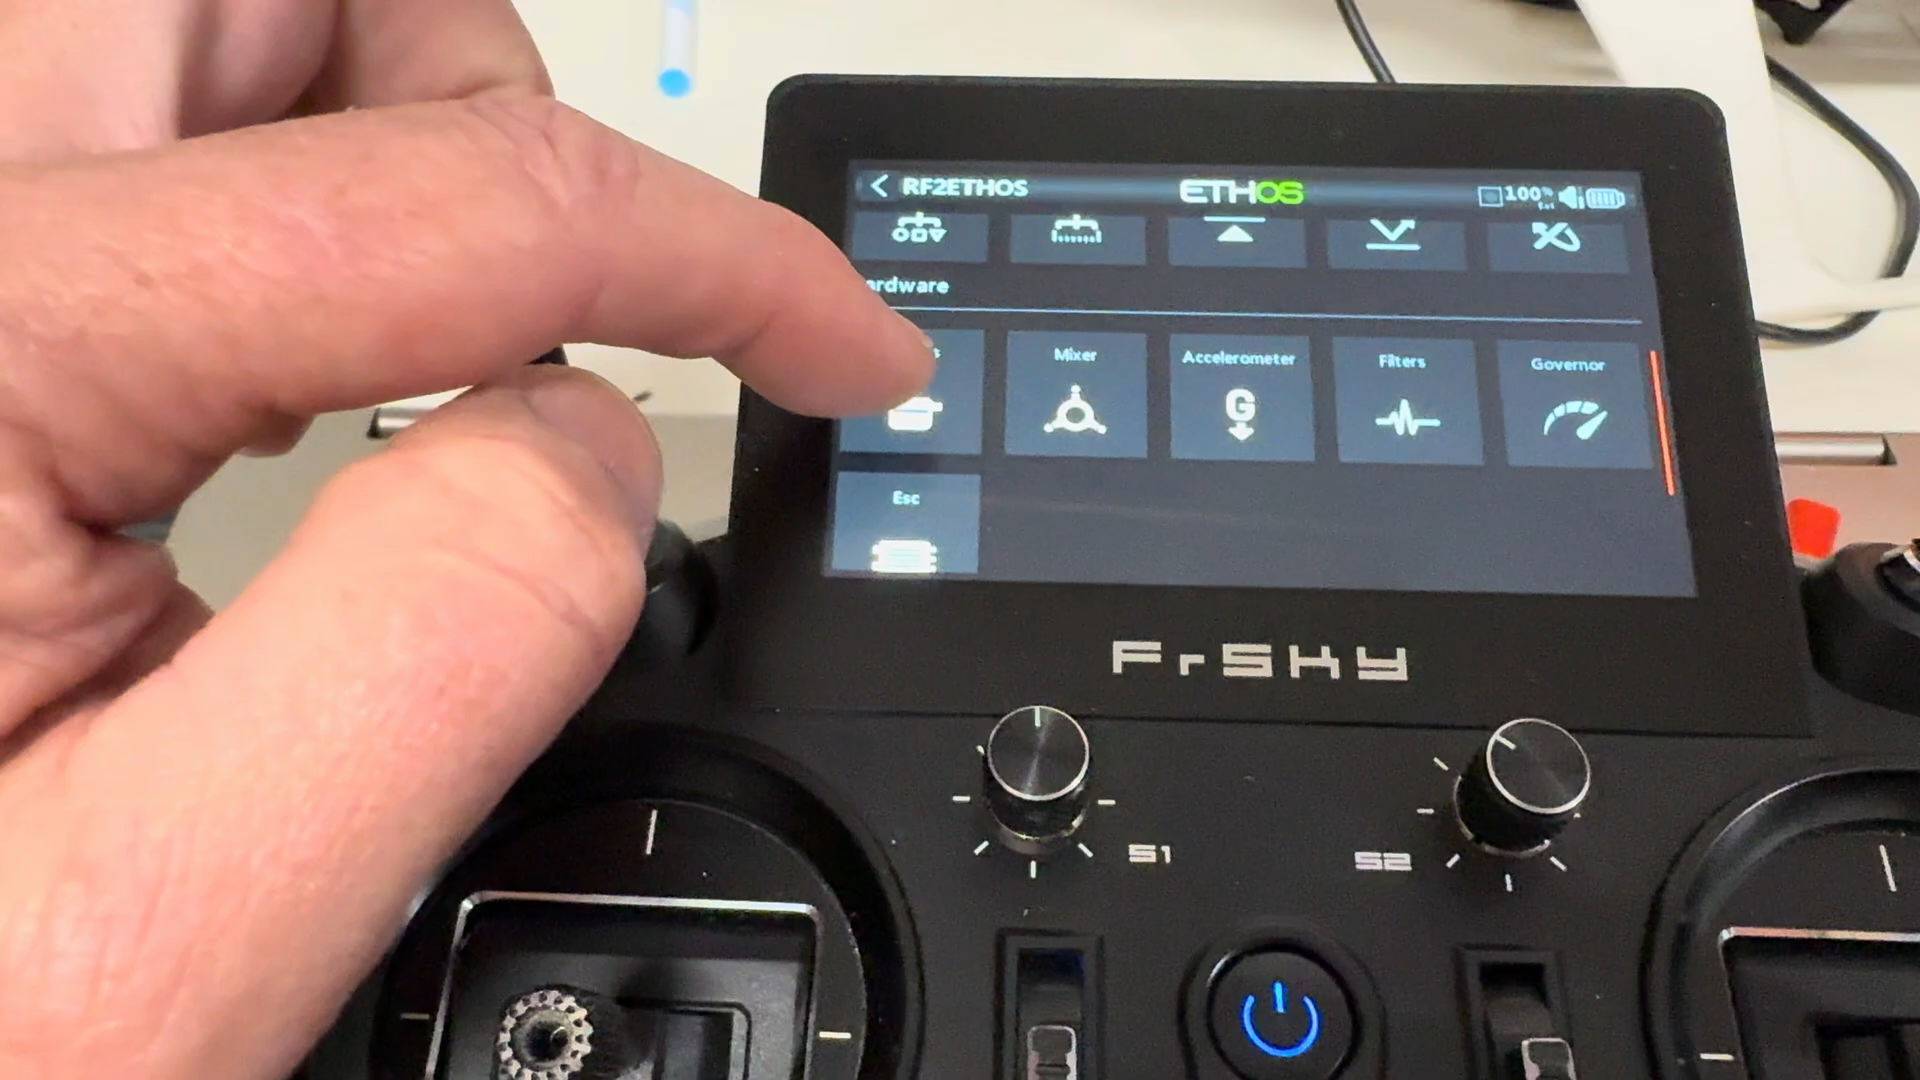 RF2ETHOS ETHOS 100%
ardware
s Mixer Accelerometer Filters Governor
Esc
FrSKY
S1 S2